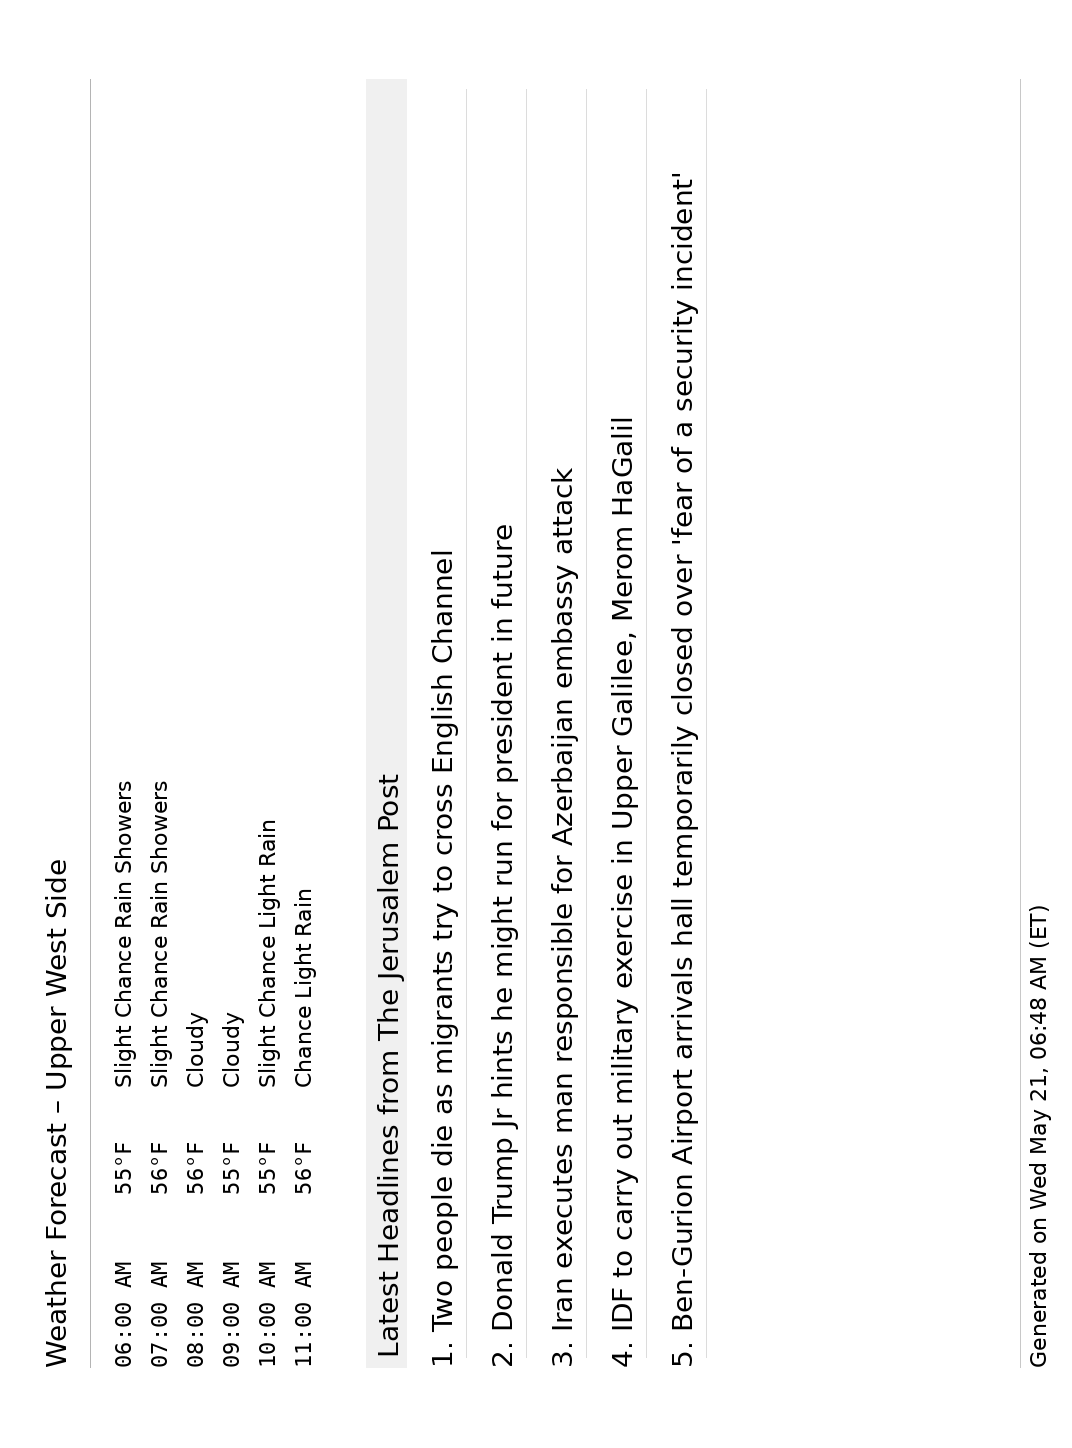 Weather Forecast – Upper West Side
06:00 AM 55°F Slight Chance Rain Showers
07:00 AM 56°F Slight Chance Rain Showers
08:00 AM 56°F Cloudy
09:00 AM 55°F Cloudy
10:00 AM 55°F Slight Chance Light Rain
11:00 AM 56°F Chance Light Rain
Latest Headlines from The Jerusalem Post
1. Two people die as migrants try to cross English Channel
2. Donald Trump Jr hints he might run for president in future
3. Iran executes man responsible for Azerbaijan embassy attack
4. IDF to carry out military exercise in Upper Galilee, Merom HaGalil
5. Ben-Gurion Airport arrivals hall temporarily closed over 'fear of a security incident'
Generated on Wed May 21, 06:48 AM (ET)